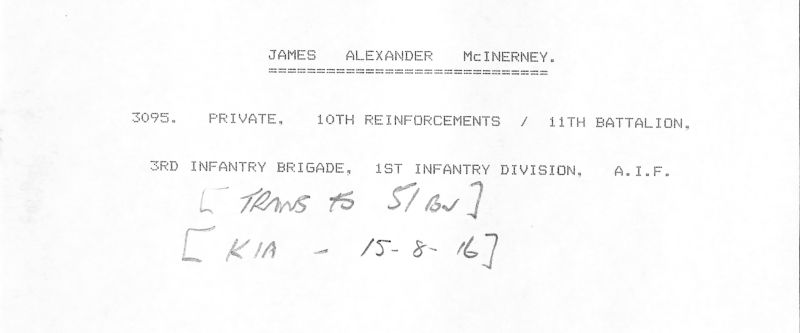 JAMES ALEXANDER McINERNEY.
============================
3095. PRIVATE, 10TH REINFORCEMENTS / 11TH BATTALION,
3RD INFANTRY BRIGADE, 1ST INFANTRY DIVISION, A.I.F.
[TRANS TO 51 BN]
[KIA - 15-8-16]